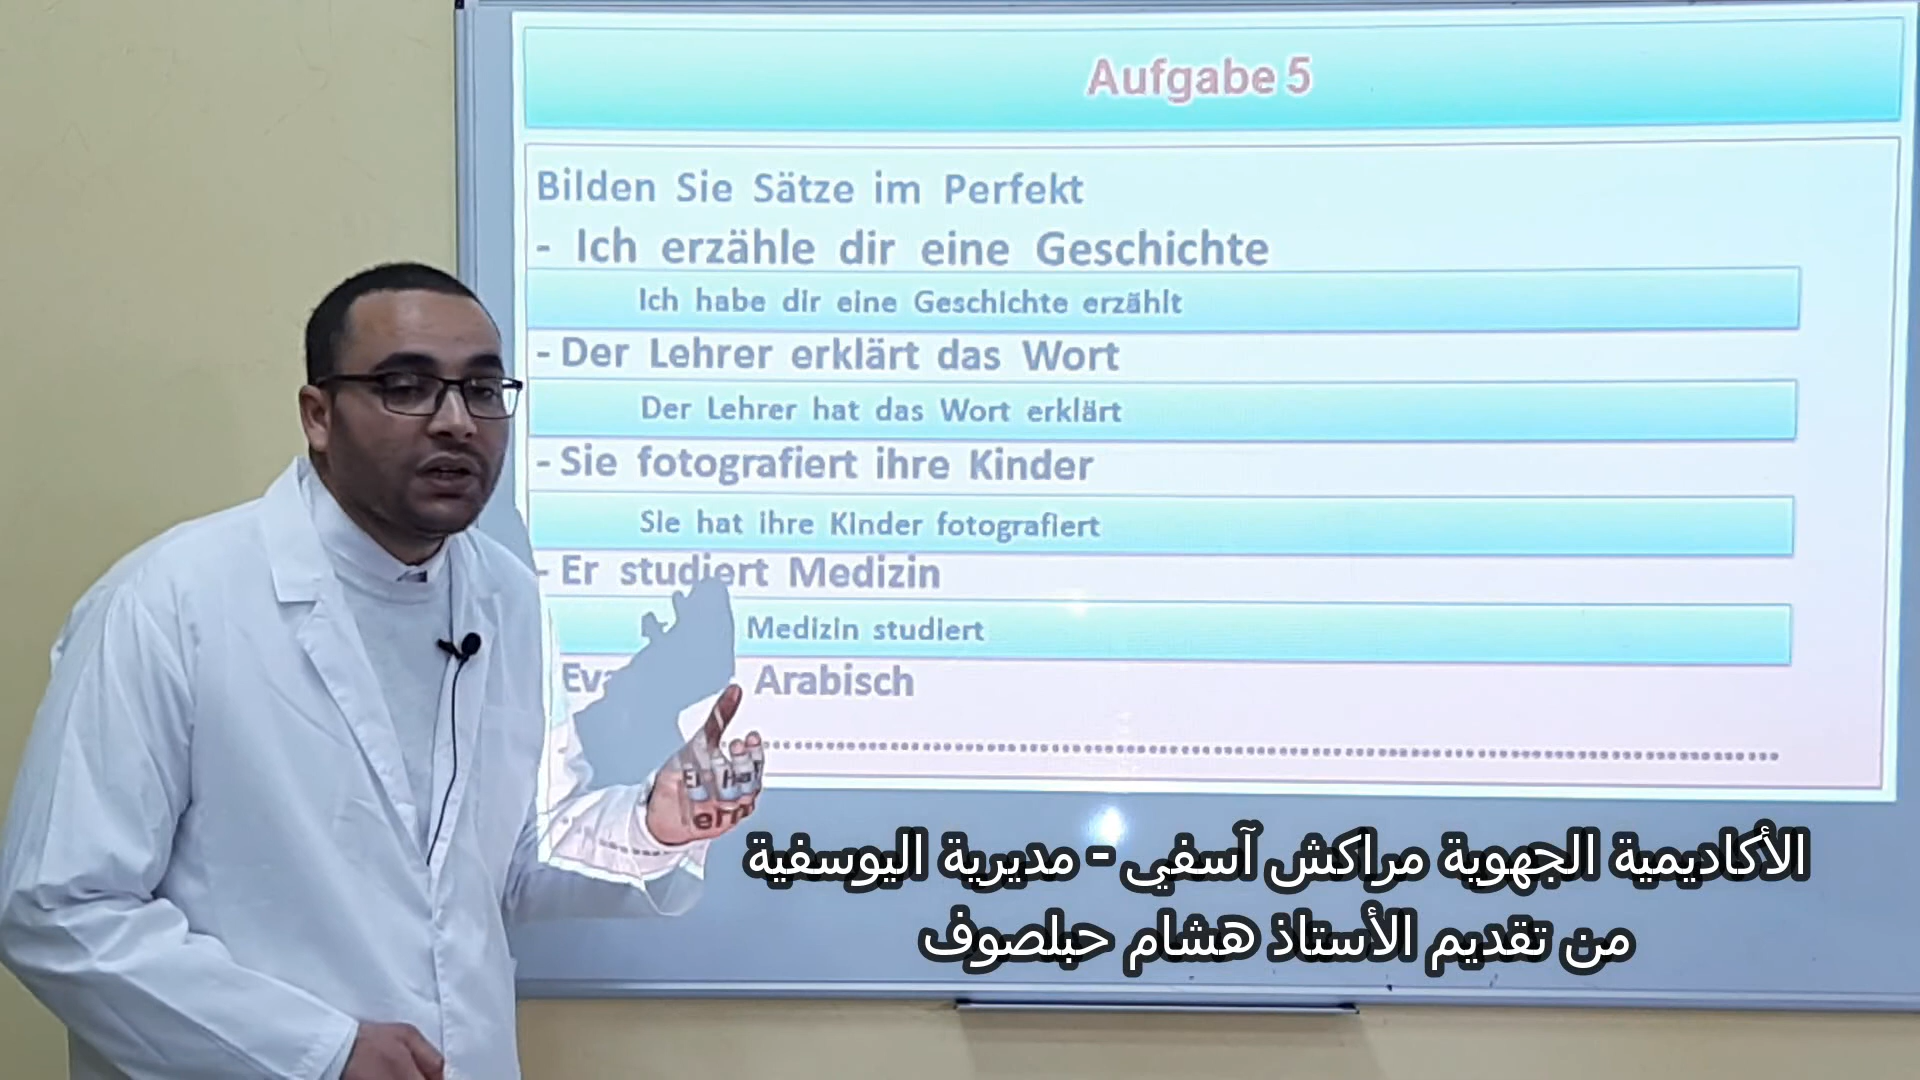 Aufgabe 5
Bilden Sie Sätze im Perfekt
- Ich erzähle dir eine Geschichte
Ich habe dir eine Geschichte erzählt
- Der Lehrer erklärt das Wort
Der Lehrer hat das Wort erklärt
- Sie fotografiert ihre Kinder
Sie hat ihre Kinder fotografiert
- Er studiert Medizin
Medizin studiert
Eva Arabisch
الأكاديمية الجهوية مراكش آسفي - مديرية اليوسفية
من تقديم الأستاذ هشام حبلصوف